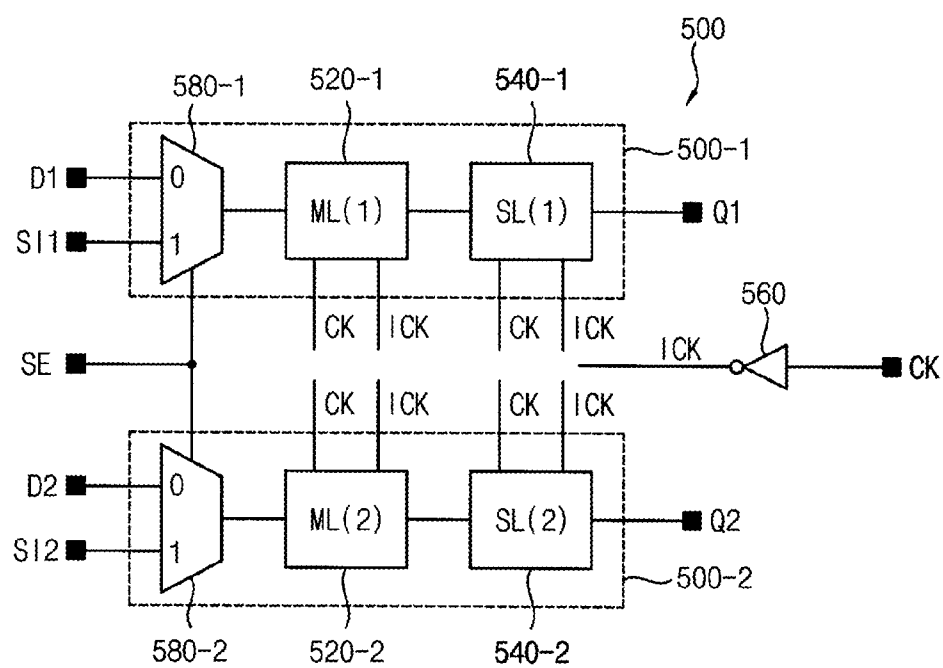 500
580-1 520-1 540-1
500-1
D1 0 ML(1) SL(1) Q1
SI1 1
CK ICK CK ICK 560
SE ICK CK
CK ICK CK ICK
D2 0 ML(2) SL(2) Q2
SI2 1
500-2
580-2 520-2 540-2